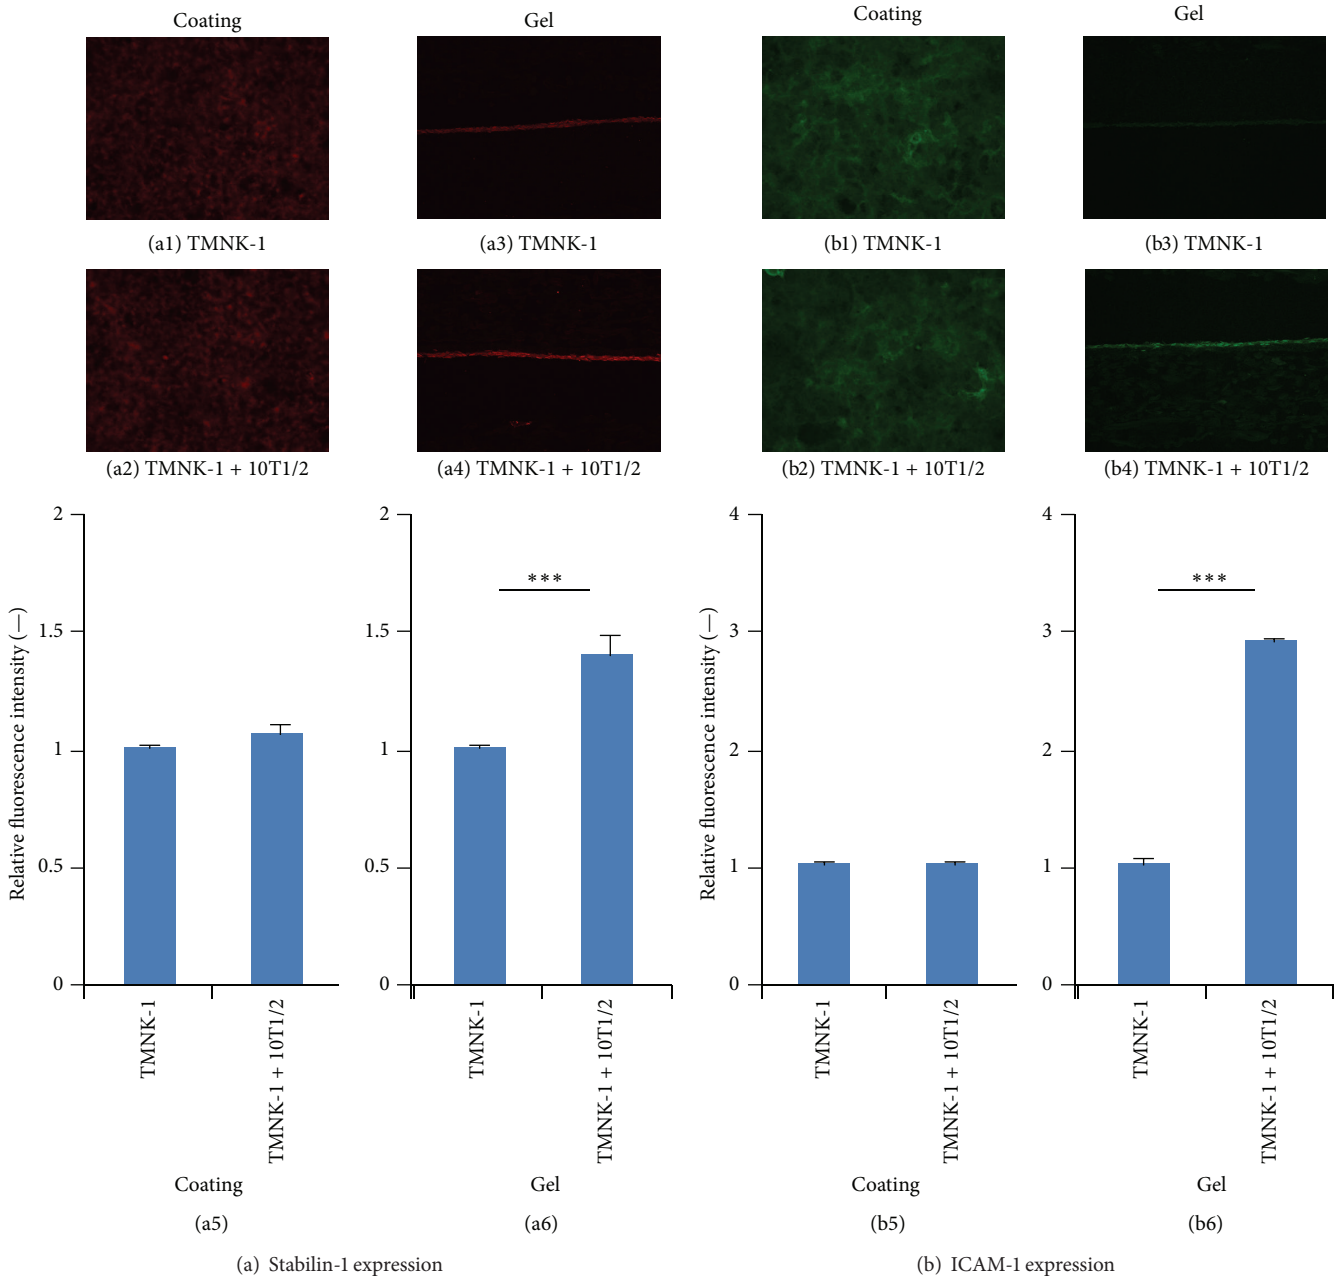 Coating
Gel
Coating
Gel
(a1) TMNK-1
(a3) TMNK-1
(b1) TMNK-1
(b3) TMNK-1
(a2) TMNK-1 + 10T1/2
(a4) TMNK-1 + 10T1/2
(b2) TMNK-1 + 10T1/2
(b4) TMNK-1 + 10T1/2
Relative fluorescence intensity (—)
2
1.5
1
0.5
0
TMNK-1
TMNK-1 + 10T1/2
Coating
(a5)
2
1.5
1
0.5
0
***
TMNK-1
TMNK-1 + 10T1/2
Gel
(a6)
(a) Stabilin-1 expression
Relative fluorescence intensity (—)
4
3
2
1
0
TMNK-1
TMNK-1 + 10T1/2
Coating
(b5)
4
3
2
1
0
***
TMNK-1
TMNK-1 + 10T1/2
Gel
(b6)
(b) ICAM-1 expression